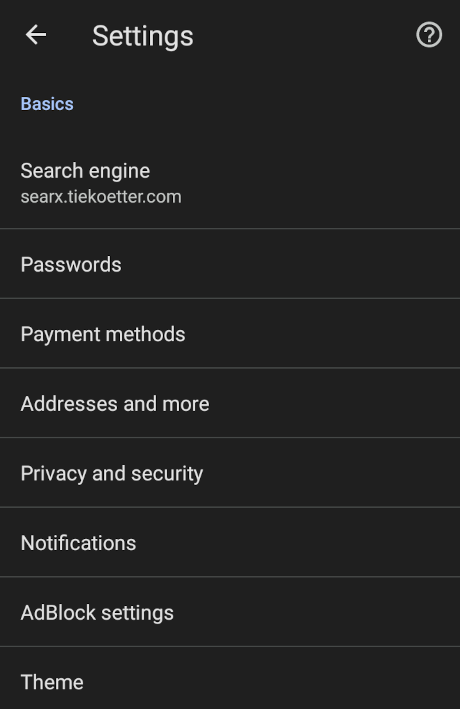 Settings
Basics
Search engine
searx.tiekoetter.com
Passwords
Payment methods
Addresses and more
Privacy and security
Notifications
AdBlock settings
Theme